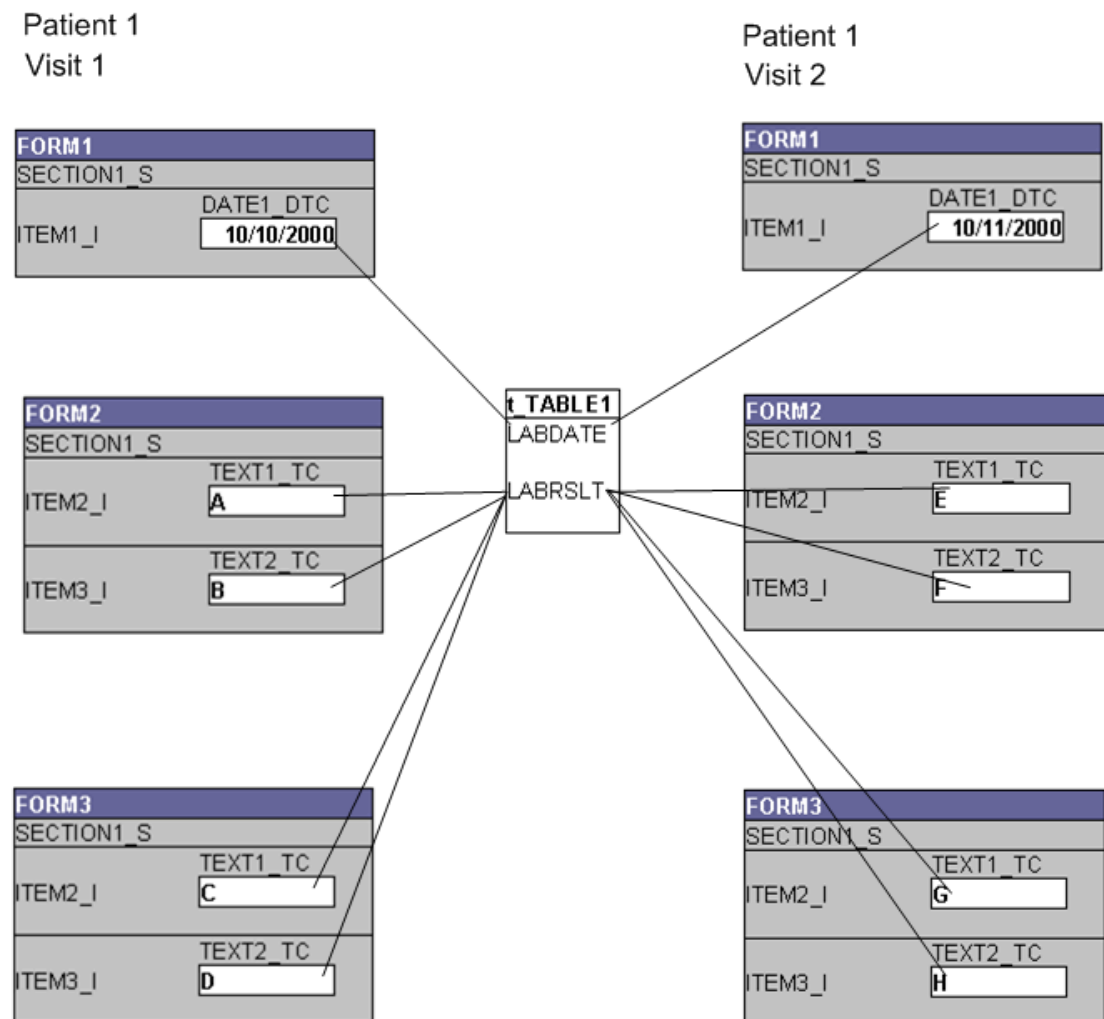 Patient 1
Visit 1
FORM1
SECTION1_S
DATE1_DTC
ITEM1_I
10/10/2000
FORM2
SECTION1_S
TEXT1_TC
ITEM2_I
A
TEXT2_TC
ITEM3_I
B
FORM3
SECTION1_S
TEXT1_TC
ITEM2_I
C
TEXT2_TC
ITEM3_I
D
t_TABLE1
LABDATE
LABRSLT
Patient 1
Visit 2
FORM1
SECTION1_S
DATE1_DTC
ITEM1_I
10/11/2000
FORM2
SECTION1_S
TEXT1_TC
ITEM2_I
E
TEXT2_TC
ITEM3_I
F
FORM3
SECTION1_S
TEXT1_TC
ITEM2_I
G
TEXT2_TC
ITEM3_I
H